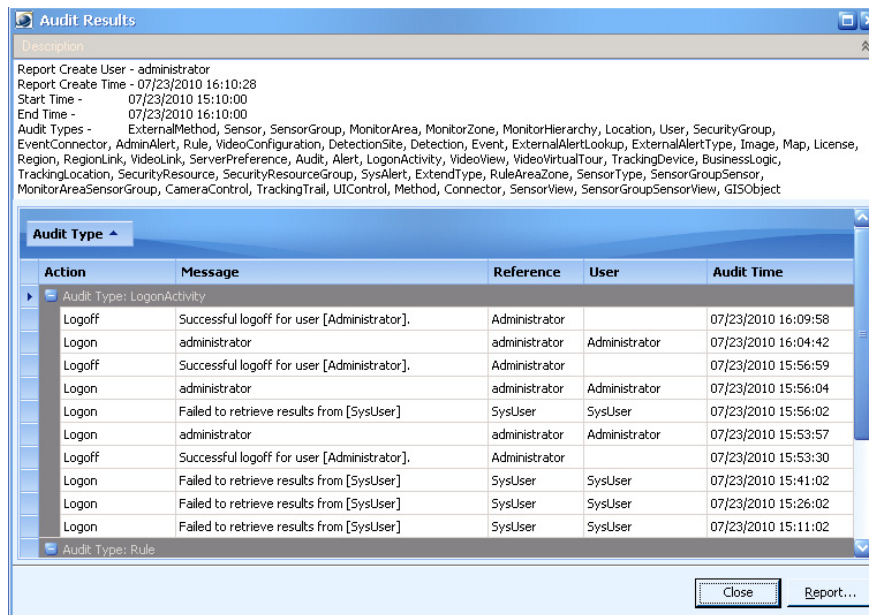 Audit Results
Description
Report Create User - administrator
Report Create Time - 07/23/2010 16:10:28
Start Time - 07/23/2010 15:10:00
End Time - 07/23/2010 16:10:00
Audit Types - ExternalMethod, Sensor, SensorGroup, MonitorArea, MonitorZone, MonitorHierarchy, Location, User, SecurityGroup,
EventConnector, AdminAlert, Rule, VideoConfiguration, DetectionSite, Detection, Event, ExternalAlertLookup, ExternalAlertType, Image, Map, License,
Region, RegionLink, VideoLink, ServerPreference, Audit, Alert, LogonActivity, VideoView, VideoVirtualTour, TrackingDevice, BusinessLogic,
TrackingLocation, SecurityResource, SecurityResourceGroup, SysAlert, ExtendType, RuleAreaZone, SensorType, SensorGroupSensor,
MonitorAreaSensorGroup, CameraControl, TrackingTrail, UIControl, Method, Connector, SensorView, SensorGroupSensorView, GISObject
Audit Type
Action Message Reference User Audit Time
Audit Type: LogonActivity
Logoff Successful logoff for user [Administrator]. Administrator 07/23/2010 16:09:58
Logon administrator administrator Administrator 07/23/2010 16:04:42
Logoff Successful logoff for user [Administrator]. Administrator 07/23/2010 15:56:59
Logon administrator administrator Administrator 07/23/2010 15:56:04
Logon Failed to retrieve results from [SysUser] SysUser SysUser 07/23/2010 15:56:02
Logon administrator administrator Administrator 07/23/2010 15:53:57
Logoff Successful logoff for user [Administrator]. Administrator 07/23/2010 15:53:30
Logon Failed to retrieve results from [SysUser] SysUser SysUser 07/23/2010 15:41:02
Logon Failed to retrieve results from [SysUser] SysUser SysUser 07/23/2010 15:26:02
Logon Failed to retrieve results from [SysUser] SysUser SysUser 07/23/2010 15:11:02
Audit Type: Rule
Close Report...